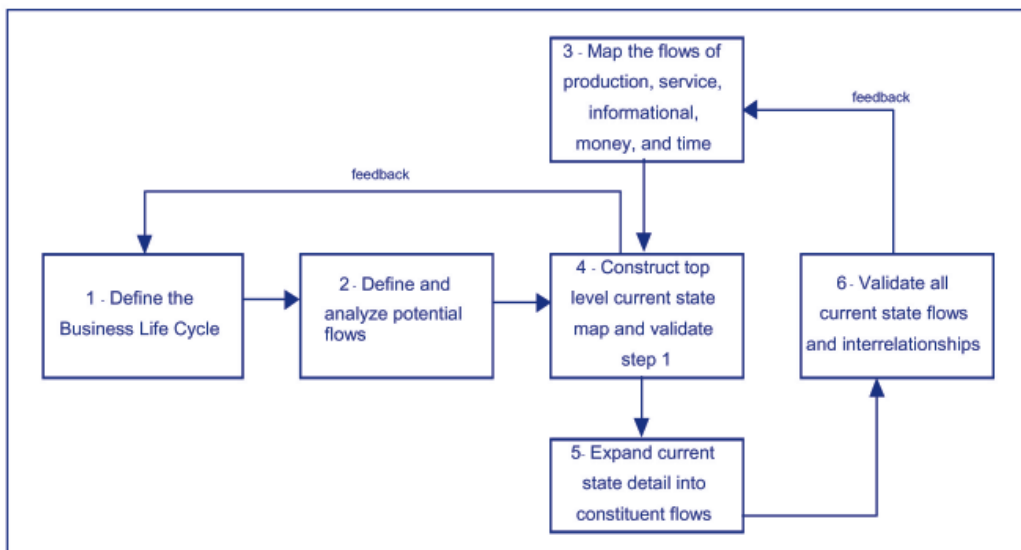 3 - Map the flows of
production, service,
informational,
money, and time
feedback
feedback
1 - Define the
Business Life Cycle
2 - Define and
analyze potential
flows
4 - Construct top
level current state
map and validate
step 1
6- Validate all
current state flows
and interrelationships
5- Expand current
state detail into
constituent flows